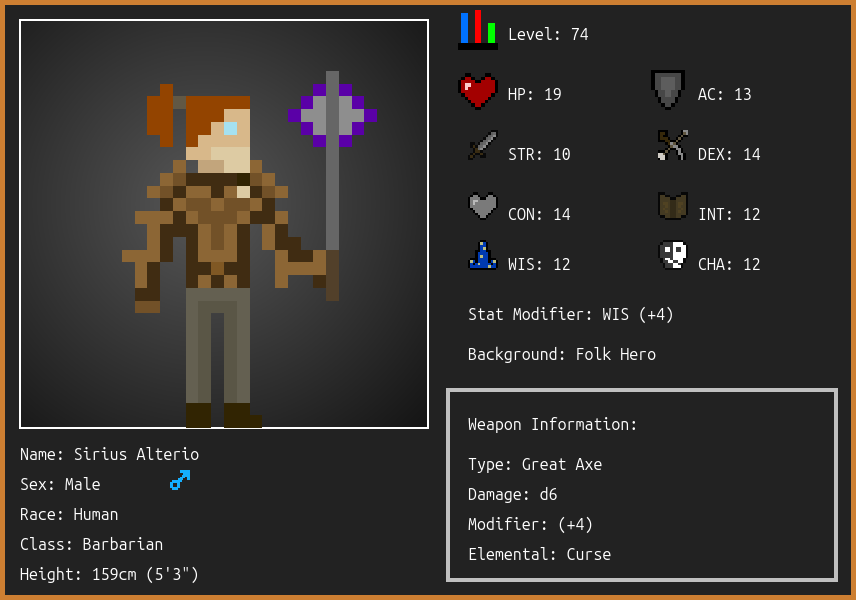 Level: 74
HP: 19
AC: 13
STR: 10
DEX: 14
CON: 14
INT: 12
WIS: 12
CHA: 12
Stat Modifier: WIS (+4)
Background: Folk Hero
Weapon Information:
Type: Great Axe
Damage: d6
Modifier: (+4)
Elemental: Curse
Name: Sirius Alterio
Sex: Male
Race: Human
Class: Barbarian
Height: 159cm (5'3")